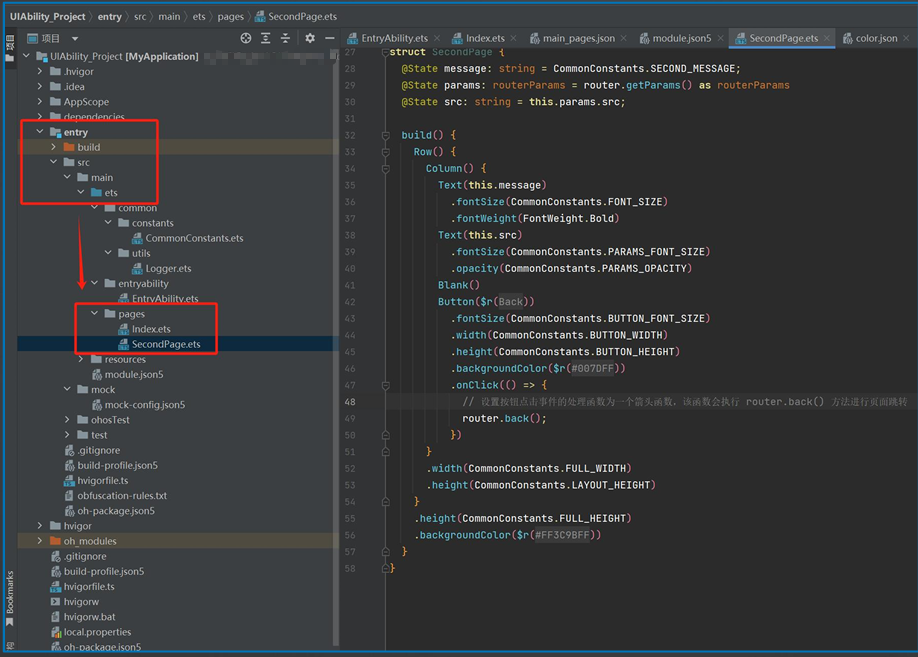 UIAbility_Project entry src main ets pages SecondPage.ets
项目
EntryAbility.ets Index.ets main_pages.json module.json5 SecondPage.ets color.json
UIAbility_Project [MyApplication]
.hvigor
.idea
AppScope
dependencies
entry
build
src
main
ets
common
constants
CommonConstants.ets
utils
Logger.ets
entryability
EntryAbility.ets
pages
Index.ets
SecondPage.ets
resources
module.json5
mock
mock-config.json5
ohosTest
test
.gitignore
build-profile.json5
hvigorfile.ts
obfuscation-rules.txt
oh-package.json5
hvigor
oh_modules
.gitignore
build-profile.json5
hvigorfile.ts
hvigorw
hvigorw.bat
local.properties
oh-package.json5
Bookmarks
27 struct SecondPage {
28 @State message: string = CommonConstants.SECOND_MESSAGE;
29 @State params: routerParams = router.getParams() as routerParams
30 @State src: string = this.params.src;
31
32 build() {
33 Row() {
34 Column() {
35 Text(this.message)
36 .fontSize(CommonConstants.FONT_SIZE)
37 .fontWeight(FontWeight.Bold)
38 Text(this.src)
39 .fontSize(CommonConstants.PARAMS_FONT_SIZE)
40 .opacity(CommonConstants.PARAMS_OPACITY)
41 Blank()
42 Button($r(Back))
43 .fontSize(CommonConstants.BUTTON_FONT_SIZE)
44 .width(CommonConstants.BUTTON_WIDTH)
45 .height(CommonConstants.BUTTON_HEIGHT)
46 .backgroundColor($r(#007DFF))
47 .onClick(() => {
48 // 设置按钮点击事件的处理函数为一个箭头函数，该函数会执行 router.back() 方法进行页面跳转
49 router.back();
50 })
51 }
52 .width(CommonConstants.FULL_WIDTH)
53 .height(CommonConstants.LAYOUT_HEIGHT)
54 }
55 .height(CommonConstants.FULL_HEIGHT)
56 .backgroundColor($r(#FF3C9BFF))
57 }
58 }